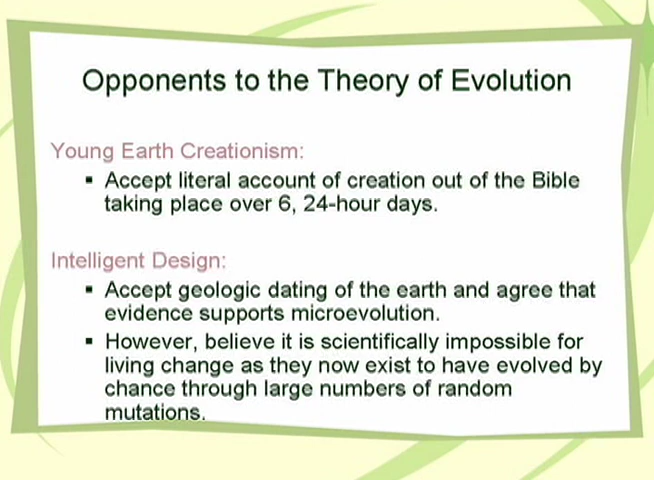 Opponents to the Theory of Evolution
Young Earth Creationism:
▪ Accept literal account of creation out of the Bible
taking place over 6, 24-hour days.
Intelligent Design:
▪ Accept geologic dating of the earth and agree that
evidence supports microevolution.
▪ However, believe it is scientifically impossible for
living change as they now exist to have evolved by
chance through large numbers of random
mutations.